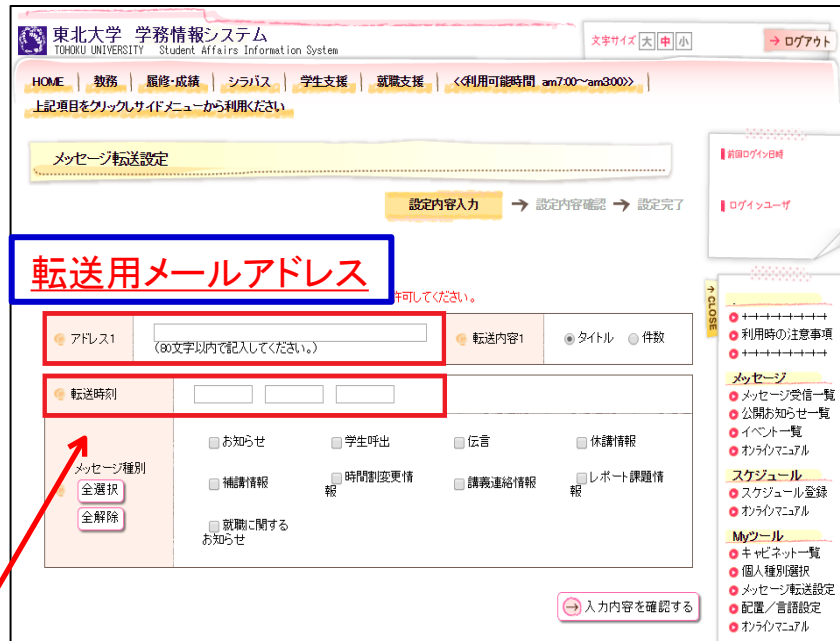 東北大学 学務情報システム
TOHOKU UNIVERSITY Student Affairs Information System
文字サイズ 大 中 小
→ ログアウト
HOME | 教務 | 履修・成績 | シラバス | 学生支援 | 就職支援 | <<利用可能時間 am7:00〜am3:00>> |
上記項目をクリックしサイドメニューから利用ください
メッセージ転送設定
前回ログイン日時
設定内容入力 → 設定内容確認 → 設定完了
ログインユーザ
転送用メールアドレス
許可してください。
→ CLOSE
アドレス1
(80文字以内で記入してください。)
転送内容1
タイトル
件数
転送時刻
メッセージ種別
全選択
全解除
お知らせ
学生呼出
伝言
休講情報
補講情報
時間割変更情
報
講義連絡情報
レポート課題情
報
就職に関する
お知らせ
→ 入力内容を確認する
+-+-+-+-+-+-+-+
利用時の注意事項
+-+-+-+-+-+-+-+
メッセージ
メッセージ受信一覧
公開お知らせ一覧
イベント一覧
オンラインマニュアル
スケジュール
スケジュール登録
オンラインマニュアル
Myツール
キャビネット一覧
個人種別選択
メッセージ転送設定
配置/言語設定
オンラインマニュアル